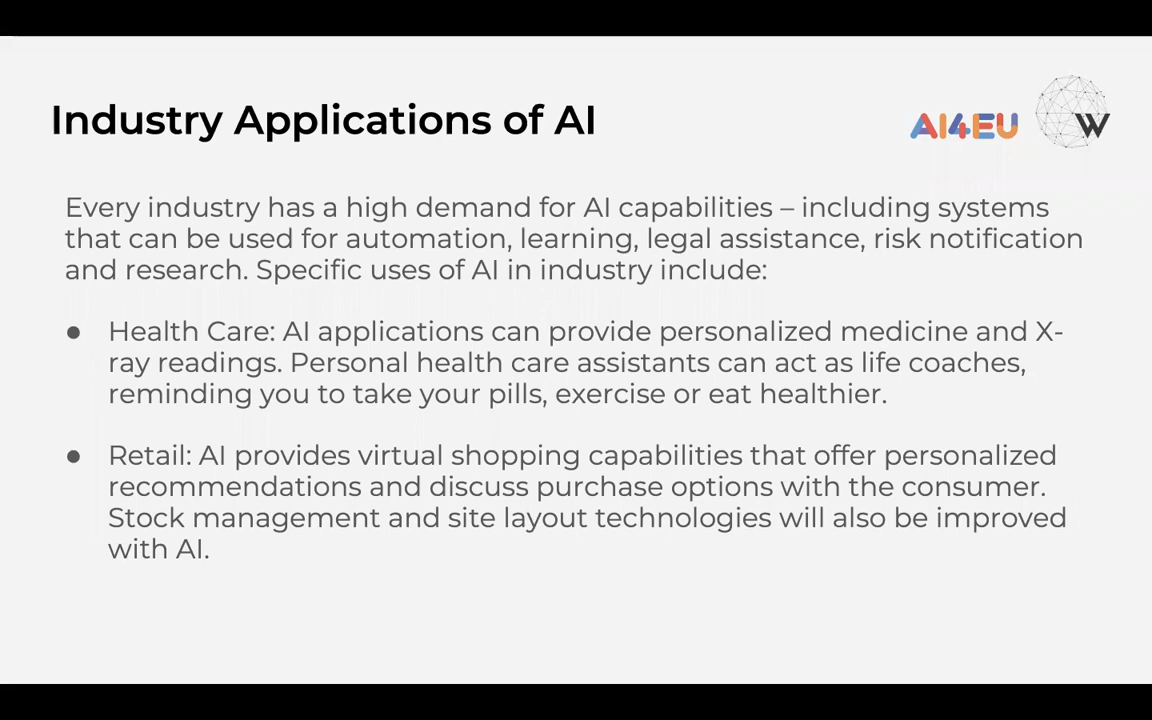 Industry Applications of AI
AI4EU
W
Every industry has a high demand for AI capabilities – including systems
that can be used for automation, learning, legal assistance, risk notification
and research. Specific uses of AI in industry include:
● Health Care: AI applications can provide personalized medicine and X-
ray readings. Personal health care assistants can act as life coaches,
reminding you to take your pills, exercise or eat healthier.
● Retail: AI provides virtual shopping capabilities that offer personalized
recommendations and discuss purchase options with the consumer.
Stock management and site layout technologies will also be improved
with AI.